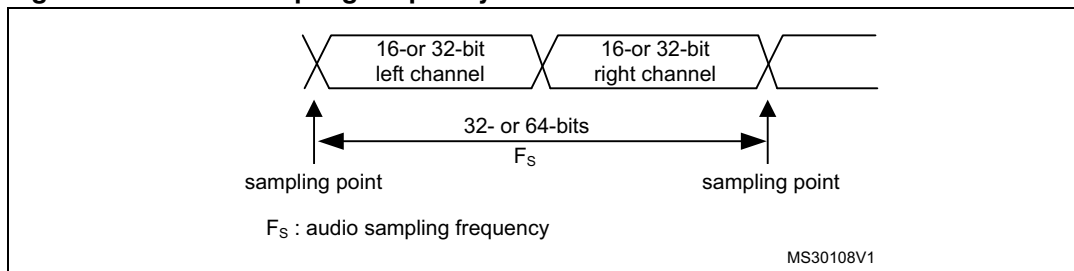 16-or 32-bit
left channel
16-or 32-bit
right channel
32- or 64-bits
FS
sampling point
sampling point
FS : audio sampling frequency
MS30108V1